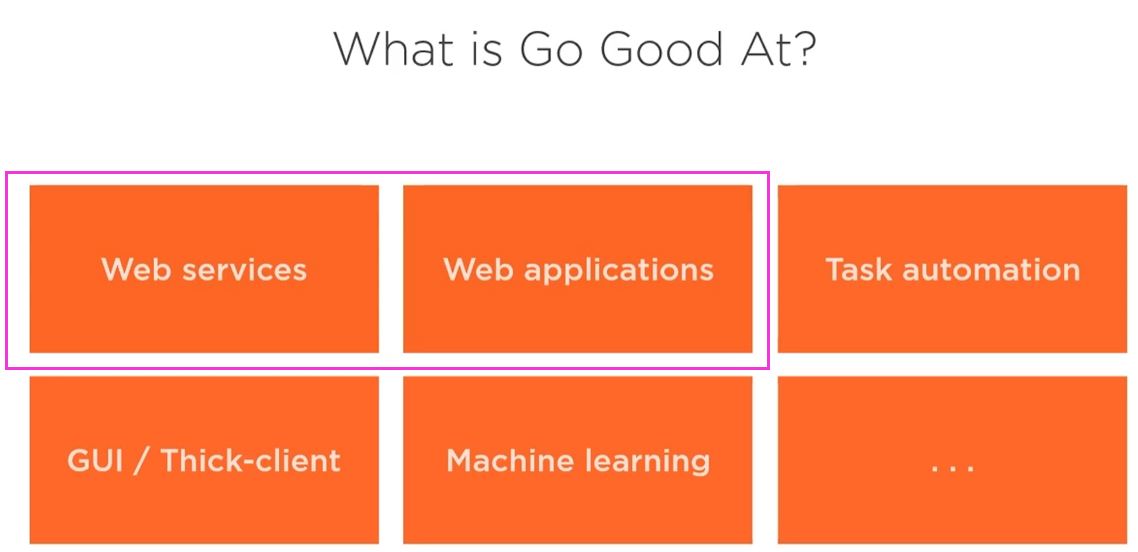 What is Go Good At?
Web services
Web applications
Task automation
GUI / Thick-client
Machine learning
...